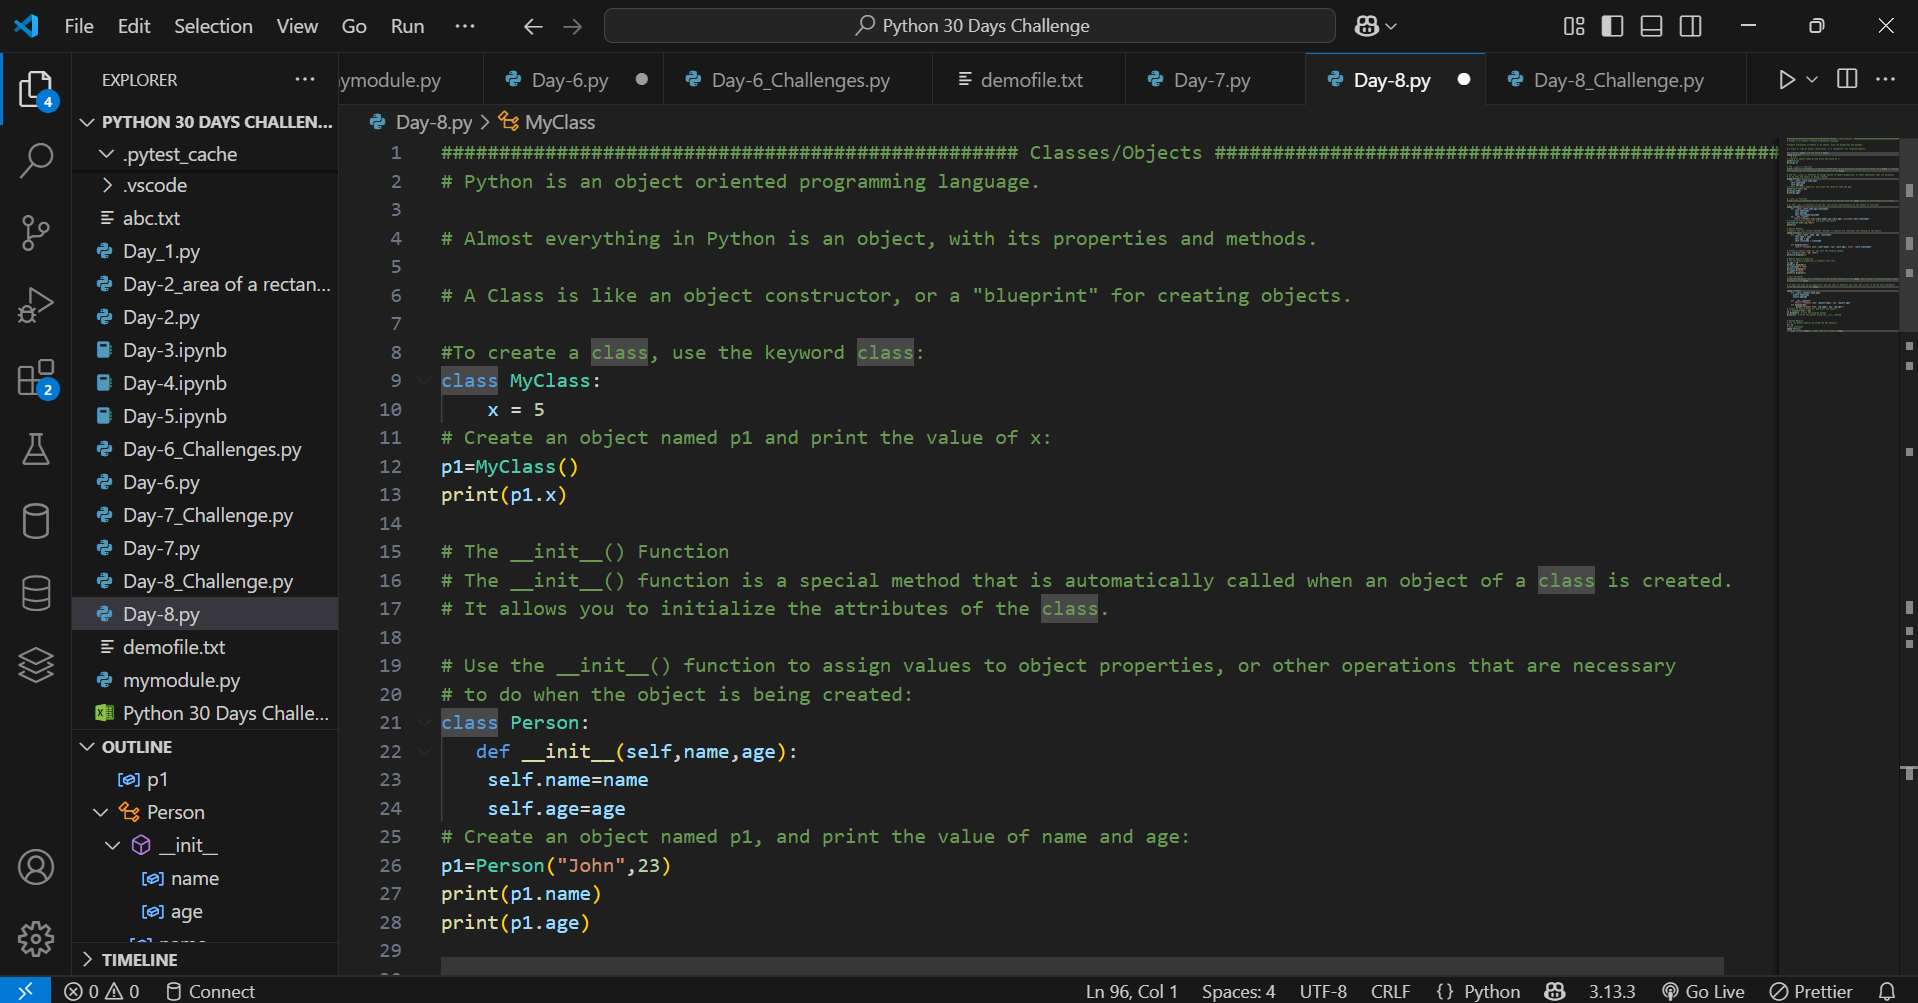 File Edit Selection View Go Run ··· Python 30 Days Challenge
EXPLORER ···
4
2
PYTHON 30 DAYS CHALLEN...
.pytest_cache
.vscode
abc.txt
Day_1.py
Day-2_area of a rectan...
Day-2.py
Day-3.ipynb
Day-4.ipynb
Day-5.ipynb
Day-6_Challenges.py
Day-6.py
Day-7_Challenge.py
Day-7.py
Day-8_Challenge.py
Day-8.py
demofile.txt
mymodule.py
Python 30 Days Challe...
OUTLINE
p1
Person
__init__
name
age
TIMELINE
ymodule.py Day-6.py Day-6_Challenges.py demofile.txt Day-7.py Day-8.py Day-8_Challenge.py
Day-8.py > MyClass
1 ################################################## Classes/Objects #################################################
2 # Python is an object oriented programming language.
3
4 # Almost everything in Python is an object, with its properties and methods.
5
6 # A Class is like an object constructor, or a "blueprint" for creating objects.
7
8 #To create a class, use the keyword class:
9 class MyClass:
10     x = 5
11 # Create an object named p1 and print the value of x:
12 p1=MyClass()
13 print(p1.x)
14
15 # The __init__() Function
16 # The __init__() function is a special method that is automatically called when an object of a class is created.
17 # It allows you to initialize the attributes of the class.
18
19 # Use the __init__() function to assign values to object properties, or other operations that are necessary
20 # to do when the object is being created:
21 class Person:
22    def __init__(self,name,age):
23     self.name=name
24     self.age=age
25 # Create an object named p1, and print the value of name and age:
26 p1=Person("John",23)
27 print(p1.name)
28 print(p1.age)
29
0 0 Connect Ln 96, Col 1 Spaces: 4 UTF-8 CRLF {} Python 3.13.3 Go Live Prettier